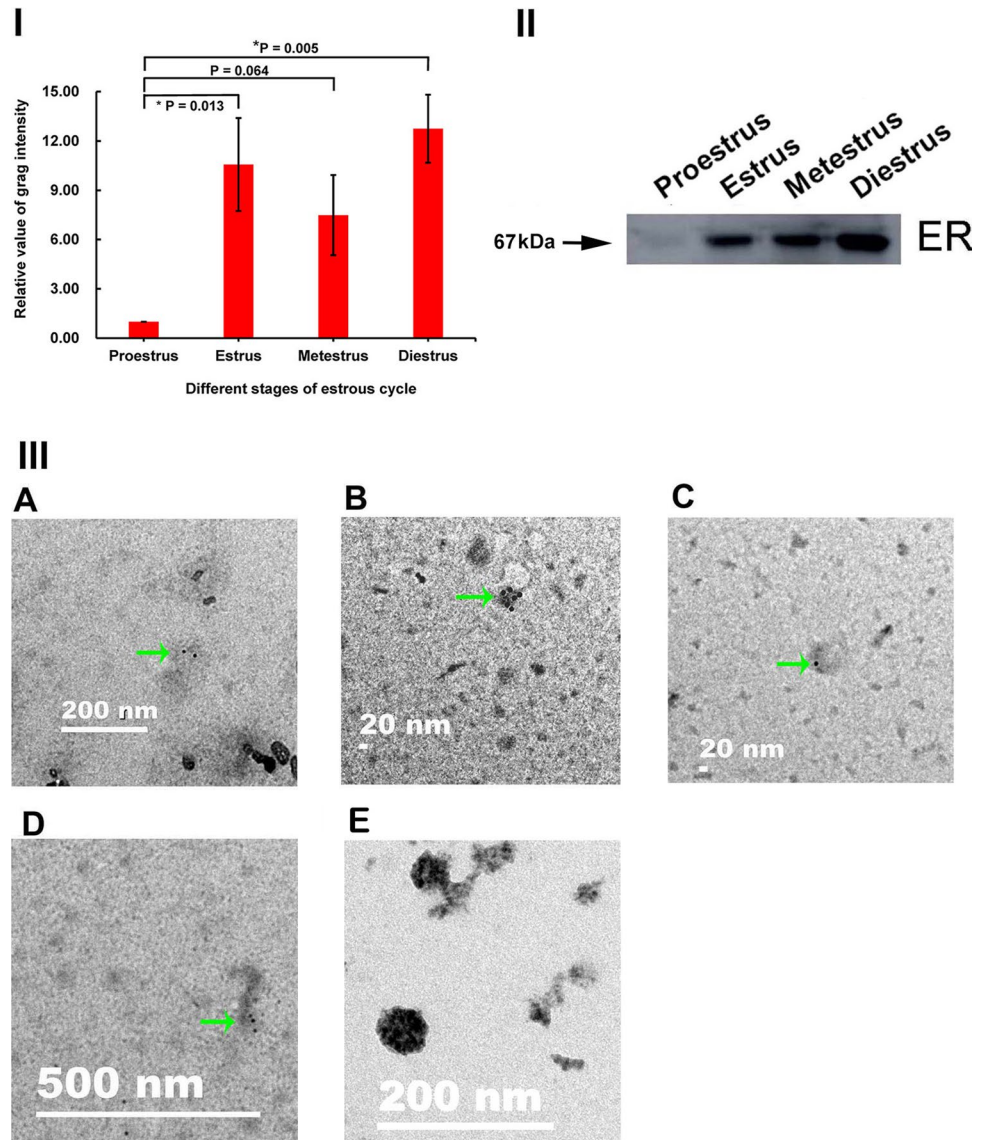 I
*P = 0.005
P = 0.064
* P = 0.013
Relative value of grag intensity
15.00
12.00
9.00
6.00
3.00
0.00
Proestrus Estrus Metestrus Diestrus
Different stages of estrous cycle
II
Proestrus
Estrus
Metestrus
Diestrus
67kDa
ER
III
A
200 nm
B
20 nm
C
20 nm
D
500 nm
E
200 nm